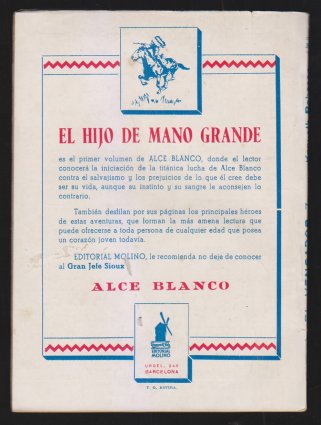 EL HIJO DE MANO GRANDE
es el primer volumen de ALCE BLANCO, donde el lector
conocerá la iniciación de la titánica lucha de Alce Blanco
contra el salvajismo y los prejuicios de lo que él cree debe
ser su vida, aunque su instinto y su sangre le aconsejen lo
contrario.
También desfilan por sus páginas los principales héroes
de estas aventuras, que forman la más amena lectura que
puede ofrecerse a toda persona de cualquier edad que posea
un corazón joven todavía.
EDITORIAL MOLINO, le recomienda no deje de conocer
al Gran Jefe Sioux
ALCE BLANCO
EDITORIAL
MOLINO
URGEL, 245
BARCELONA